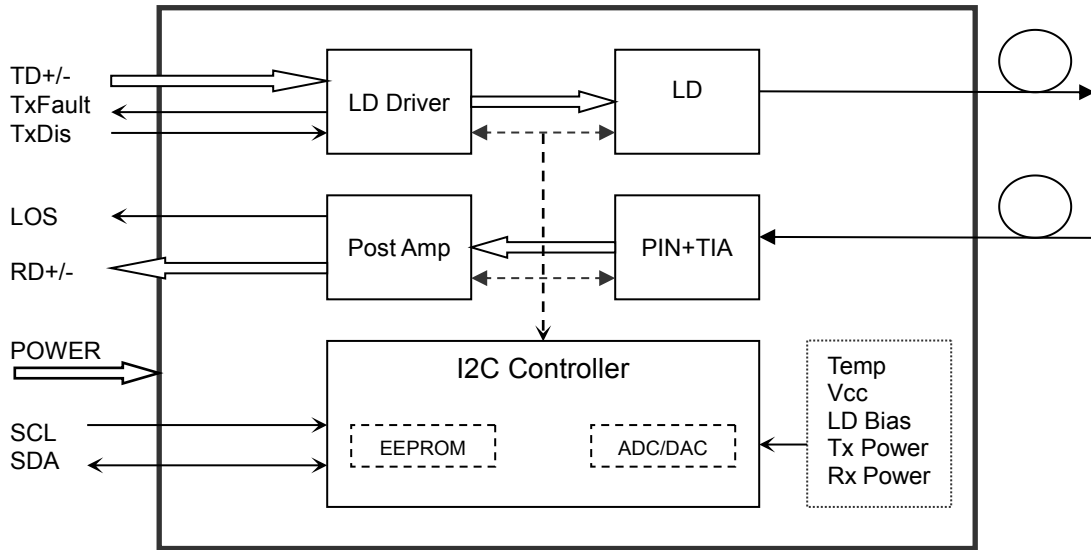 TD+/-
TxFault
TxDis
LD Driver
LD
LOS
RD+/-
Post Amp
PIN+TIA
POWER
SCL
SDA
I2C Controller
EEPROM
ADC/DAC
Temp
Vcc
LD Bias
Tx Power
Rx Power